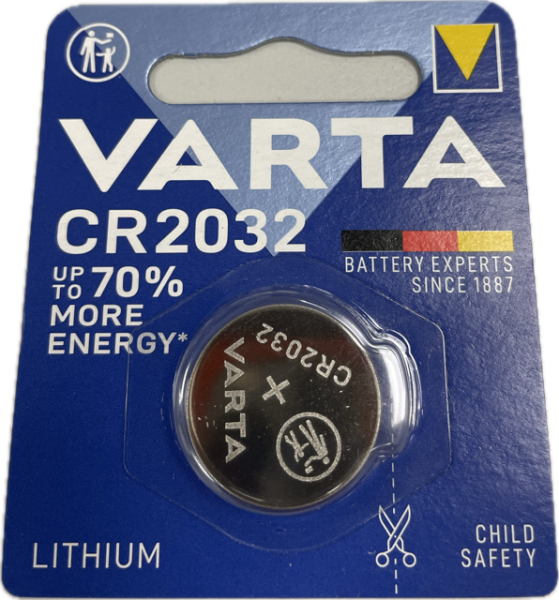 VARTA
CR2032
UP TO 70%
MORE
ENERGY*
BATTERY EXPERTS
SINCE 1887
CR2032
+
VARTA
LITHIUM
CHILD
SAFETY